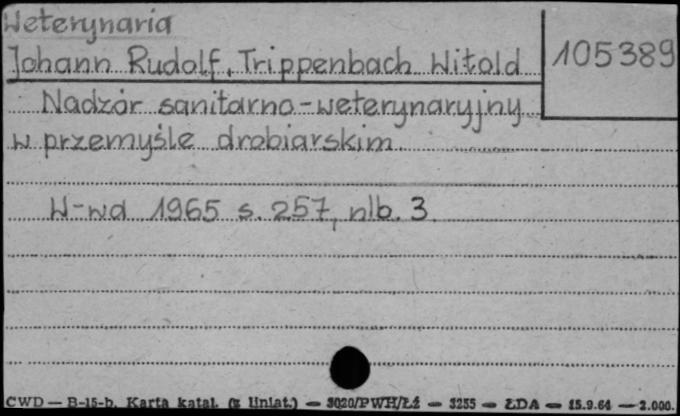 Weterynaria
Johann Rudolf, Trippenbach Witold
105389
Nadzór sanitarno-weterynaryjny
w przemyśle drobiarskim
W-wa 1965 s. 257, nlb. 3
CWD — B-15-b. Karta katal. (z liniat.) — 3020/PWH/Łź — 3255 — ŁDA — 15.9.64 — 2.000.